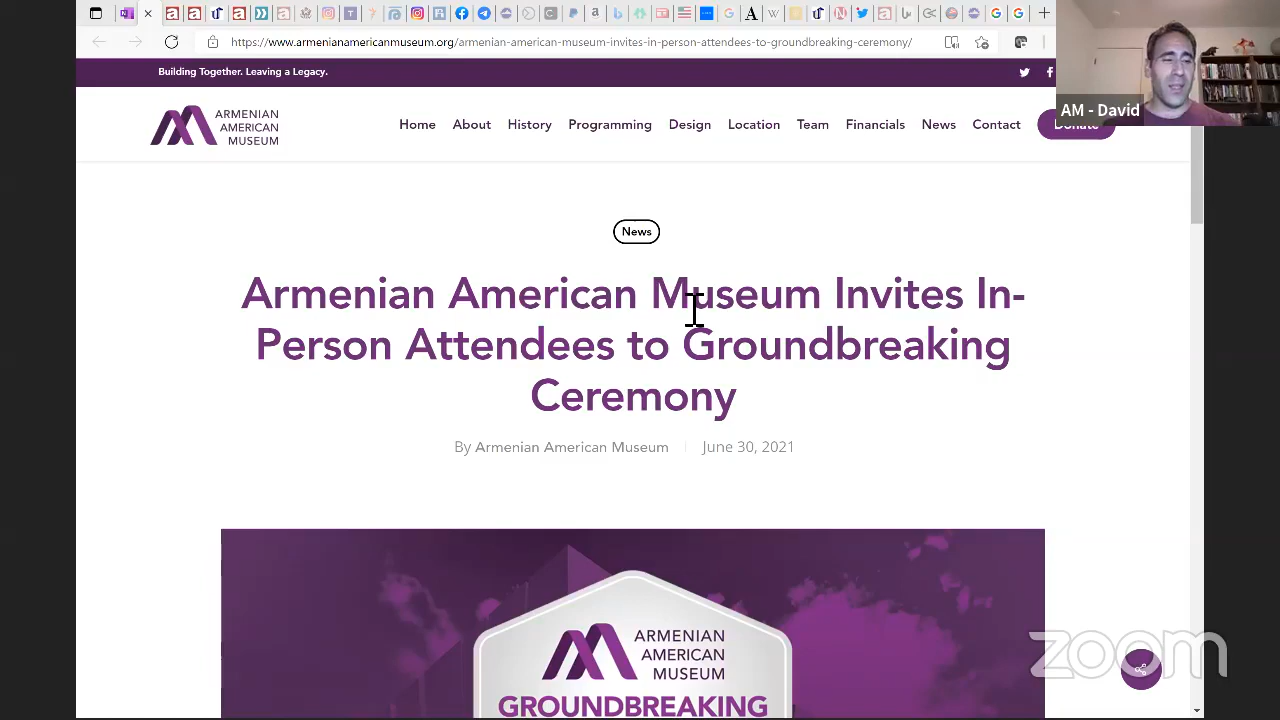 https://www.armenianamericanmuseum.org/armenian-american-museum-invites-in-person-attendees-to-groundbreaking-ceremony/
Building Together. Leaving a Legacy.
AM - David
ARMENIAN
AMERICAN
MUSEUM
Home About History Programming Design Location Team Financials News Contact Donate
News
Armenian American Museum Invites In-
Person Attendees to Groundbreaking
Ceremony
By Armenian American Museum June 30, 2021
ARMENIAN
AMERICAN
MUSEUM
GROUNDBREAKING
zoom